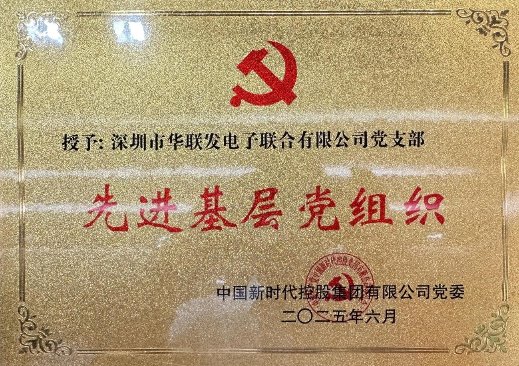 授予: 深圳市华联发电子联合有限公司党支部
先进基层党组织
中国新时代控股集团有限公司党委
二〇二五年六月